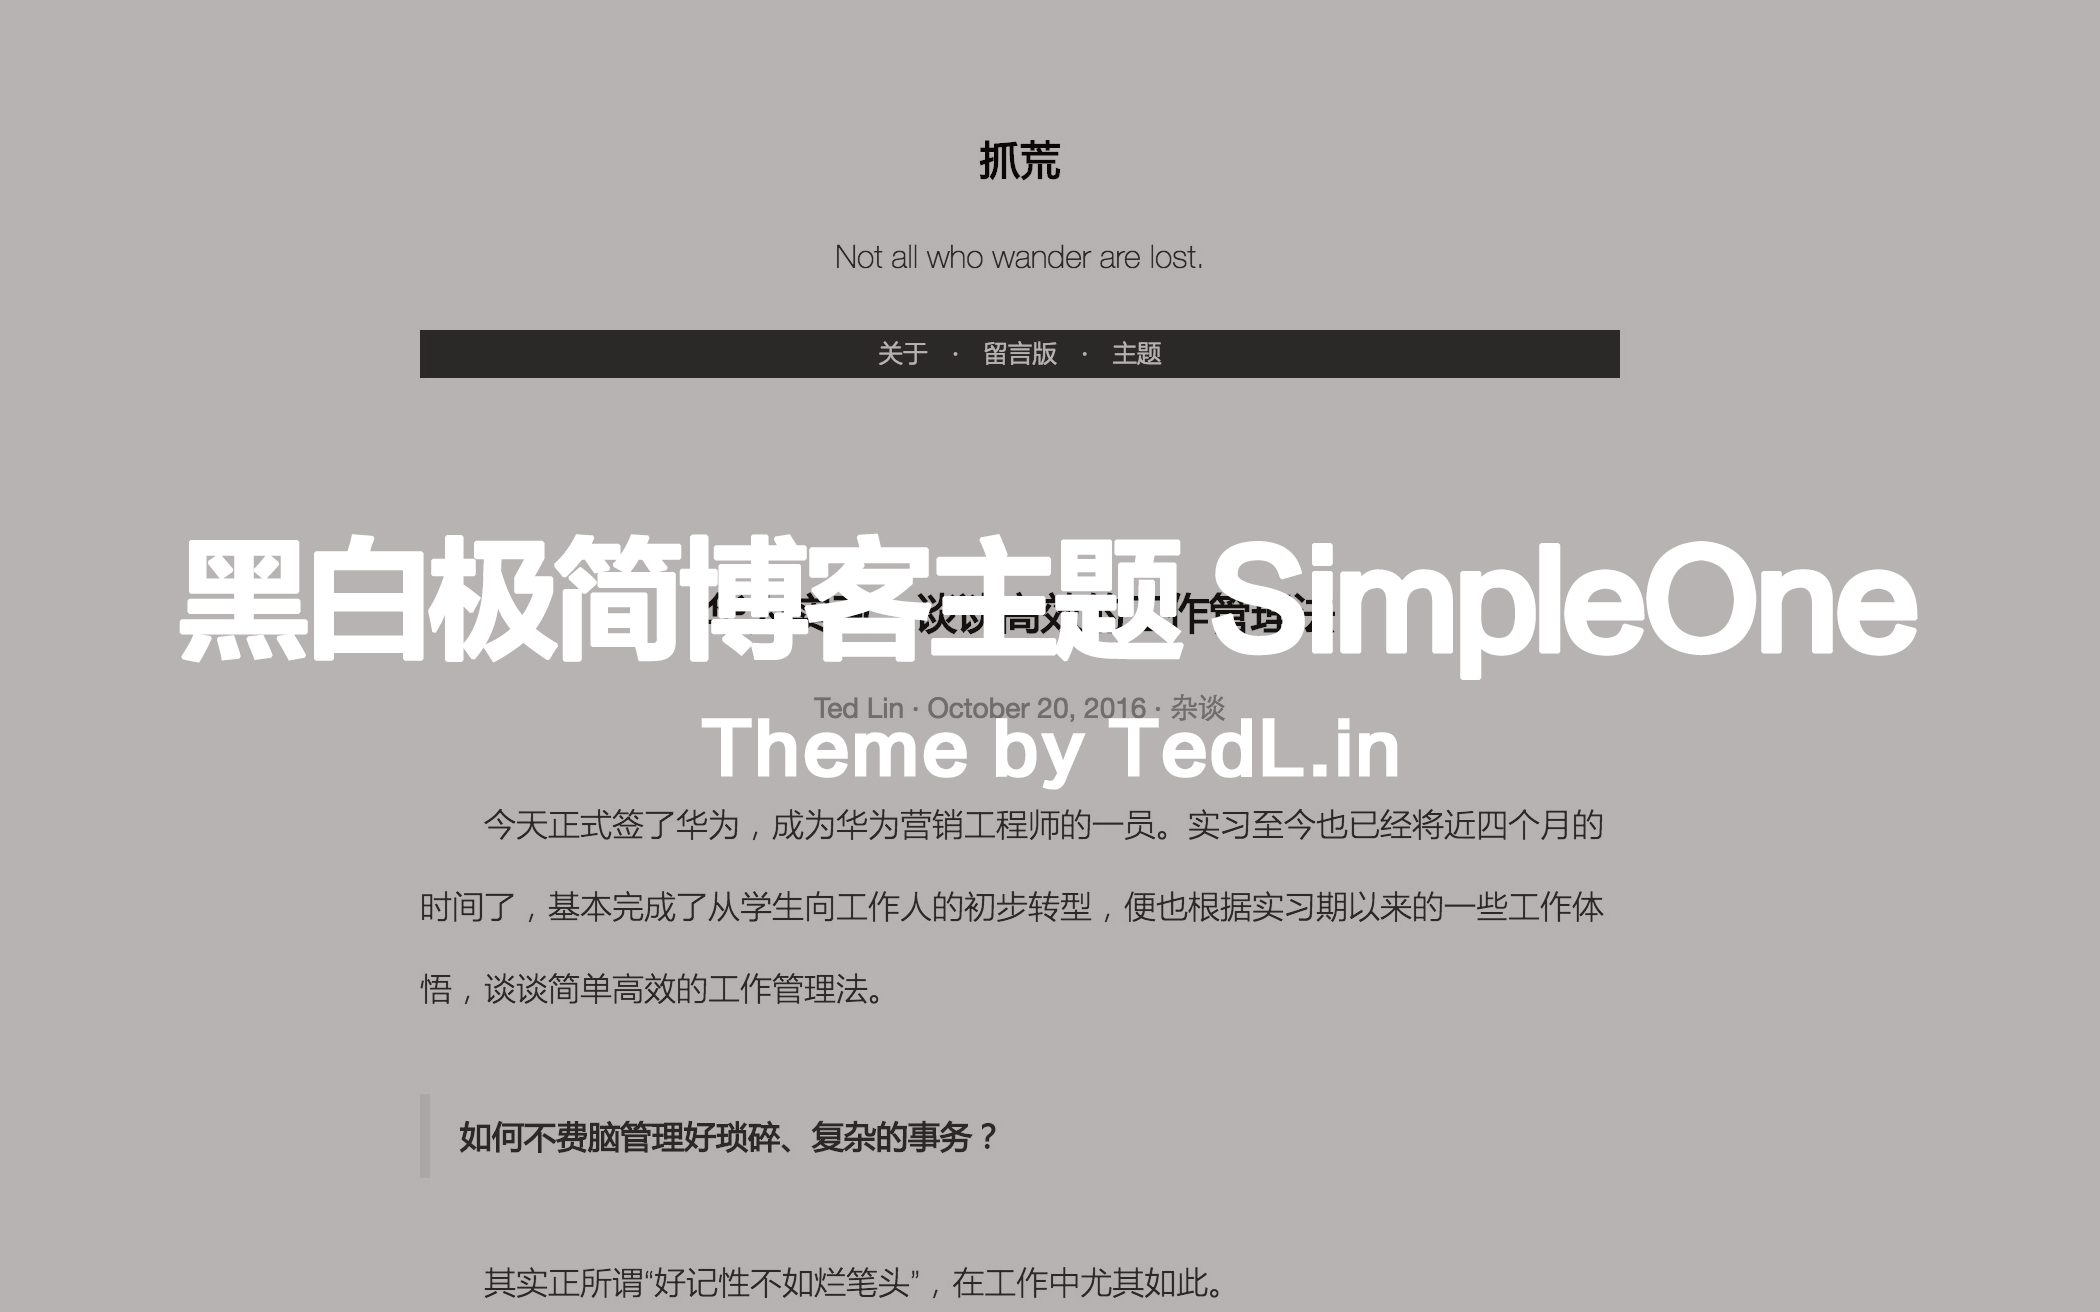 抓荒
Not all who wander are lost.
关于 · 留言版 · 主题
黑白极简博客主题 SimpleOne
谈谈高效的工作管理法
Ted Lin · October 20, 2016 · 杂谈
Theme by TedL.in
今天正式签了华为，成为华为营销工程师的一员。实习至今也已经将近四个月的
时间了，基本完成了从学生向工作人的初步转型，便也根据实习期以来的一些工作体
悟，谈谈简单高效的工作管理法。
如何不费脑管理好琐碎、复杂的事务？
其实正所谓“好记性不如烂笔头”，在工作中尤其如此。